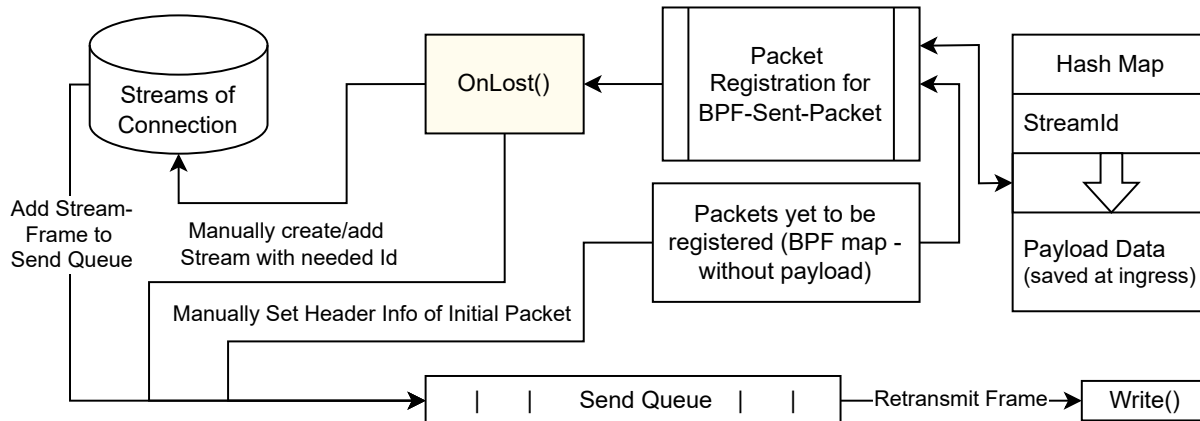 Streams of
Connection
OnLost()
Packet
Registration for
BPF-Sent-Packet
Hash Map
StreamId
Payload Data
(saved at ingress)
Add Stream-
Frame to
Send Queue
Manually create/add
Stream with needed Id
Packets yet to be
registered (BPF map -
without payload)
Manually Set Header Info of Initial Packet
| | Send Queue | |
Retransmit Frame
Write()